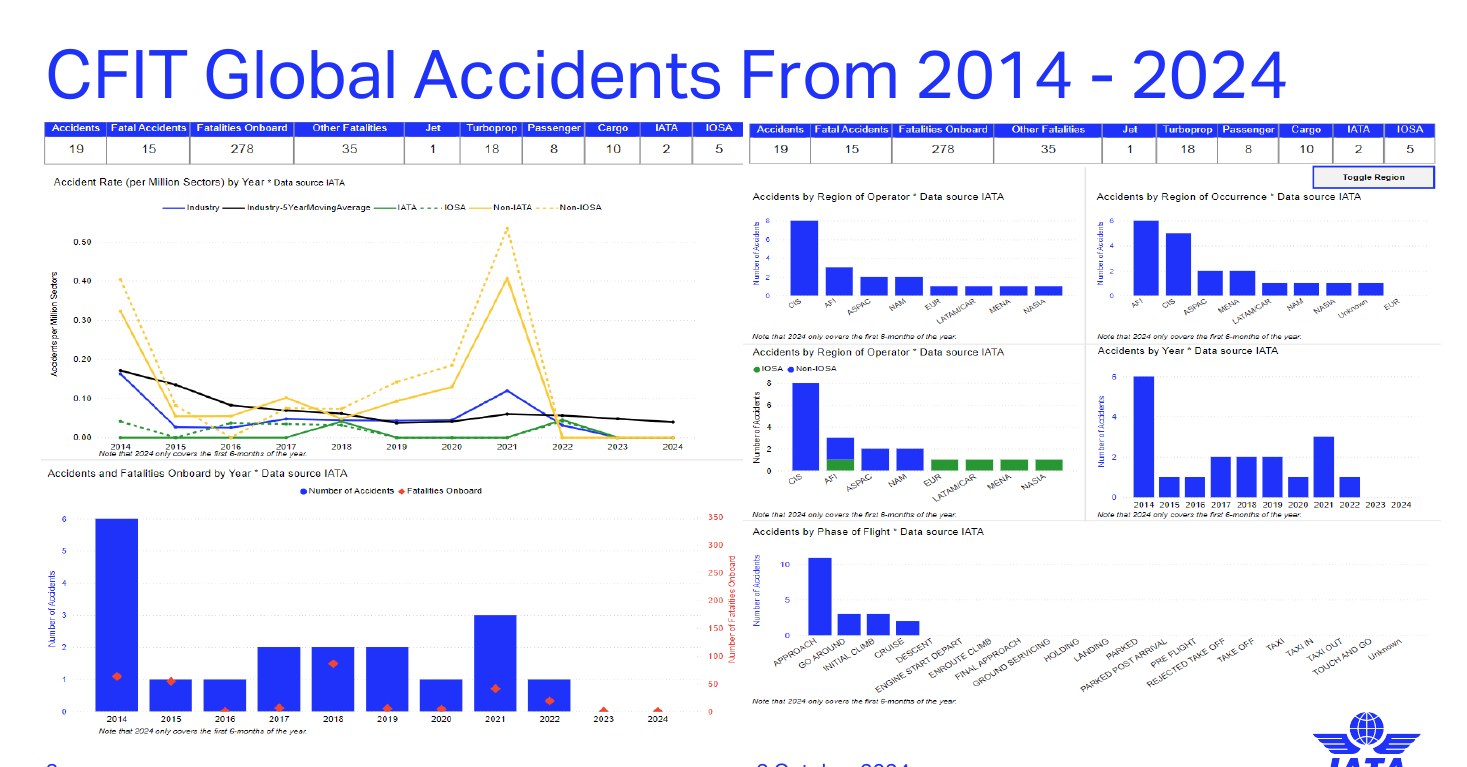 CFIT Global Accidents From 2014 - 2024
Accidents Fatal Accidents Fatalities Onboard Other Fatalities Jet Turboprop Passenger Cargo IATA IOSA
19 15 278 35 1 18 8 10 2 5
Accident Rate (per Million Sectors) by Year * Data source IATA
Industry Industry-5YearMovingAverage IATA IOSA Non-IATA Non-IOSA
Accidents per Million Sectors
0.50
0.40
0.30
0.20
0.10
0.00
2014 2015 2016 2017 2018 2019 2020 2021 2022 2023 2024
Note that 2024 only covers the first 6-months of the year.
Accidents and Fatalities Onboard by Year * Data source IATA
Number of Accidents Fatalities Onboard
Number of Accidents
6
5
4
3
2
1
0
350
300
250
200
150
100
50
0
Number of Fatalities Onboard
2014 2015 2016 2017 2018 2019 2020 2021 2022 2023 2024
Note that 2024 only covers the first 6-months of the year.
Accidents Fatal Accidents Fatalities Onboard Other Fatalities Jet Turboprop Passenger Cargo IATA IOSA
19 15 278 35 1 18 8 10 2 5
Toggle Region
Accidents by Region of Operator * Data source IATA
Number of Accidents
8
6
4
2
0
CIS AFI ASPAC NAM EUR LATAM/CAR MENA NASIA
Note that 2024 only covers the first 6-months of the year.
Accidents by Region of Occurrence * Data source IATA
Number of Accidents
6
4
2
0
AFI CIS ASPAC MENA LATAM/CAR NAM NASIA Unknown EUR
Note that 2024 only covers the first 6-months of the year.
Accidents by Region of Operator * Data source IATA
IOSA Non-IOSA
Number of Accidents
8
6
4
2
0
CIS AFI ASPAC NAM EUR LATAM/CAR MENA NASIA
Note that 2024 only covers the first 6-months of the year.
Accidents by Year * Data source IATA
Number of Accidents
6
4
2
0
2014 2015 2016 2017 2018 2019 2020 2021 2022 2023 2024
Note that 2024 only covers the first 6-months of the year.
Accidents by Phase of Flight * Data source IATA
Number of Accidents
10
5
0
APPROACH GO AROUND INITIAL CLIMB CRUISE DESCENT ENGINE START DEPART ENROUTE CLIMB FINAL APPROACH GROUND SERVICING HOLDING LANDING PARKED PARKED POST ARRIVAL PRE FLIGHT REJECTED TAKE OFF TAKE OFF TAXI TAXI IN TAXI OUT TOUCH AND GO Unknown
Note that 2024 only covers the first 6-months of the year.
IATA